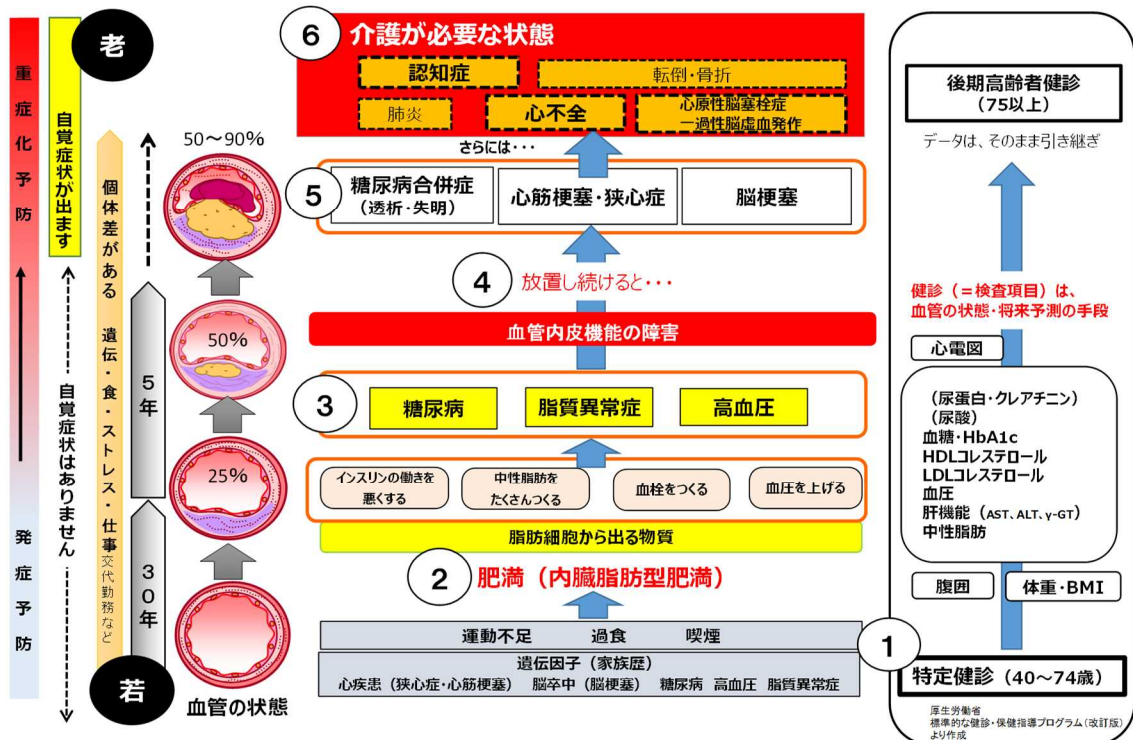 重症化予防
発症予防
自覚症状が出ます
自覚症状はありません
老
個体差がある 遺伝・食・ストレス・仕事 交代勤務など
5年
30年
若
50~90%
50%
25%
血管の状態
6 介護が必要な状態
認知症 転倒・骨折
肺炎 心不全 心原性脳塞栓症
一過性脳虚血発作
さらには・・・
5 糖尿病合併症
(透析・失明)
心筋梗塞・狭心症
脳梗塞
4 放置し続けると・・・
血管内皮機能の障害
3 糖尿病 脂質異常症 高血圧
インスリンの働きを
悪くする
中性脂肪を
たくさんつくる
血栓をつくる
血圧を上げる
脂肪細胞から出る物質
2 肥満(内臓脂肪型肥満)
運動不足 過食 喫煙
遺伝因子(家族歴)
心疾患(狭心症・心筋梗塞) 脳卒中(脳梗塞) 糖尿病 高血圧 脂質異常症
後期高齢者健診
(75以上)
データは、そのまま引き継ぎ
健診(=検査項目)は、
血管の状態・将来予測の手段
心電図
(尿蛋白・クレアチニン)
(尿酸)
血糖・HbA1c
HDLコレステロール
LDLコレステロール
血圧
肝機能(AST、ALT、γ-GT)
中性脂肪
腹囲
体重・BMI
1
特定健診(40~74歳)
厚生労働省
標準的な健診・保健指導プログラム(改訂版)
より作成